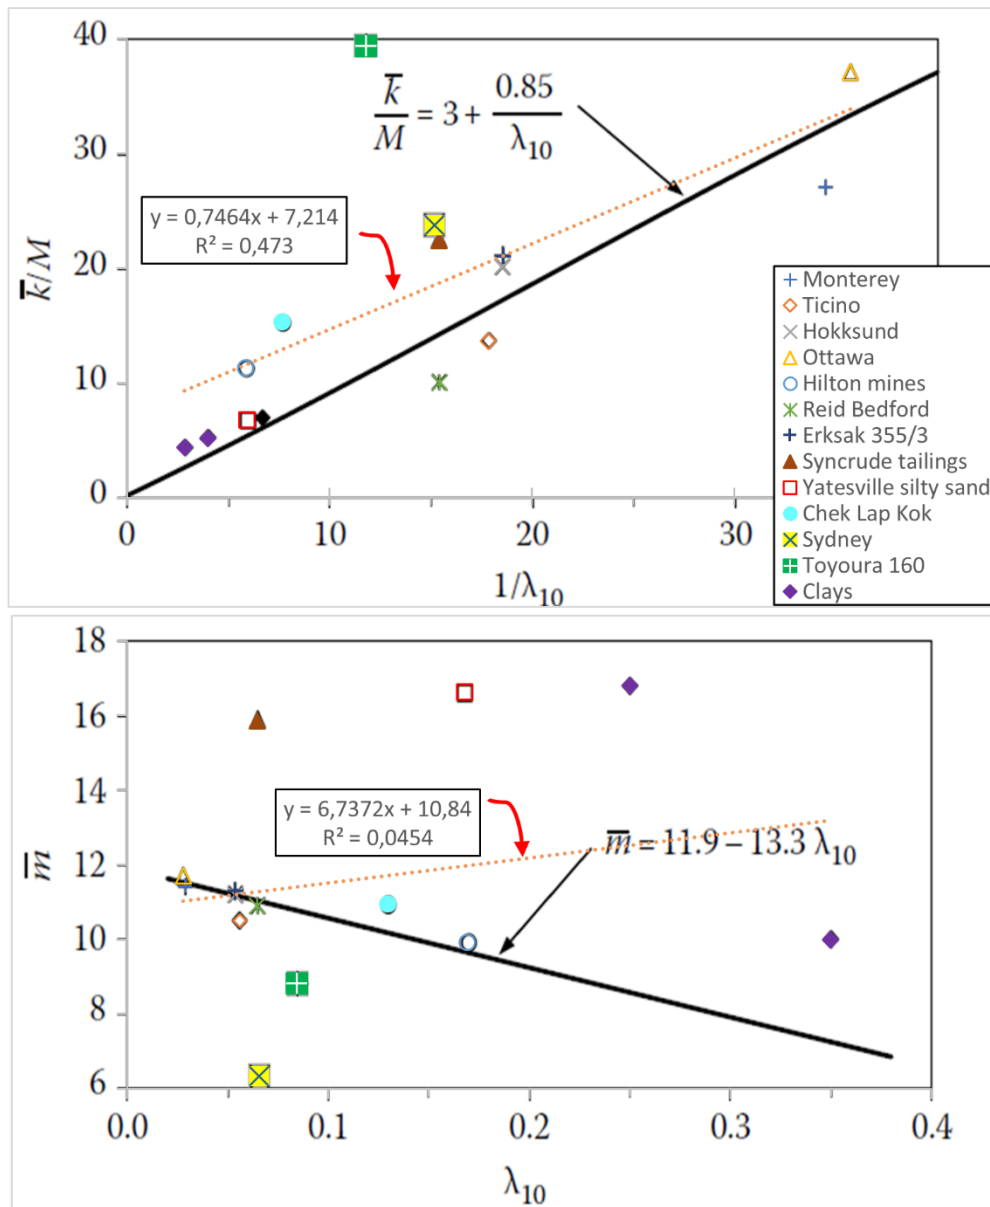 40
k̅/M = 3 + 0.85/λ₁₀
30
y = 0,7464x + 7,214
R² = 0,473
k̅/M
20
10
0
0
10
20
30
1/λ₁₀
Monterey
Ticino
Hokksund
Ottawa
Hilton mines
Reid Bedford
Erksak 355/3
Syncrude tailings
Yatesville silty sand
Chek Lap Kok
Sydney
Toyoura 160
Clays
18
16
14
y = 6,7372x + 10,84
R² = 0,0454
m̅ = 11.9 – 13.3 λ₁₀
m̅
12
10
8
6
0.0
0.1
0.2
0.3
0.4
λ₁₀